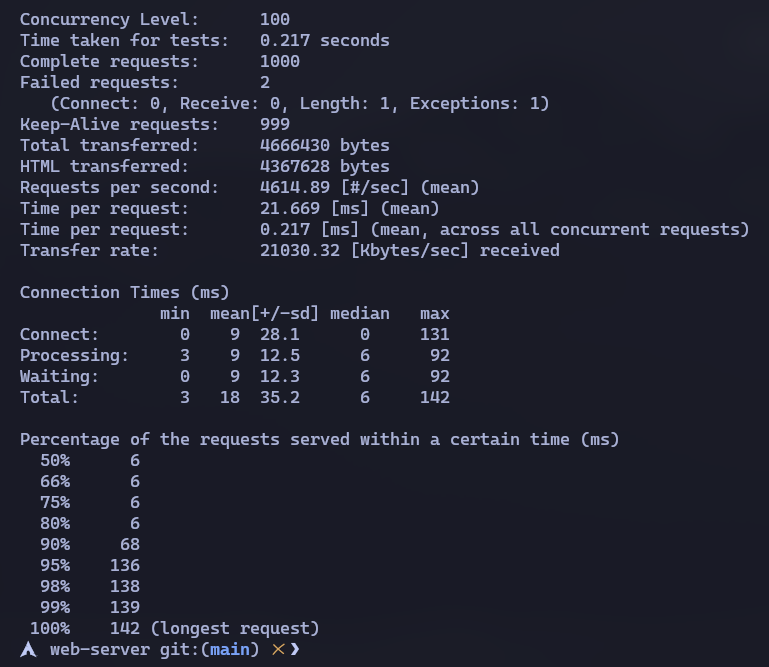 Concurrency Level:      100
Time taken for tests:   0.217 seconds
Complete requests:      1000
Failed requests:        2
   (Connect: 0, Receive: 0, Length: 1, Exceptions: 1)
Keep-Alive requests:    999
Total transferred:      4666430 bytes
HTML transferred:       4367628 bytes
Requests per second:    4614.89 [#/sec] (mean)
Time per request:       21.669 [ms] (mean)
Time per request:       0.217 [ms] (mean, across all concurrent requests)
Transfer rate:          21030.32 [Kbytes/sec] received

Connection Times (ms)
              min  mean[+/-sd] median   max
Connect:        0    9  28.1      0     131
Processing:     3    9  12.5      6      92
Waiting:        0    9  12.3      6      92
Total:          3   18  35.2      6     142

Percentage of the requests served within a certain time (ms)
  50%      6
  66%      6
  75%      6
  80%      6
  90%     68
  95%    136
  98%    138
  99%    139
 100%    142 (longest request)
web-server git:(main) ✕ ❯